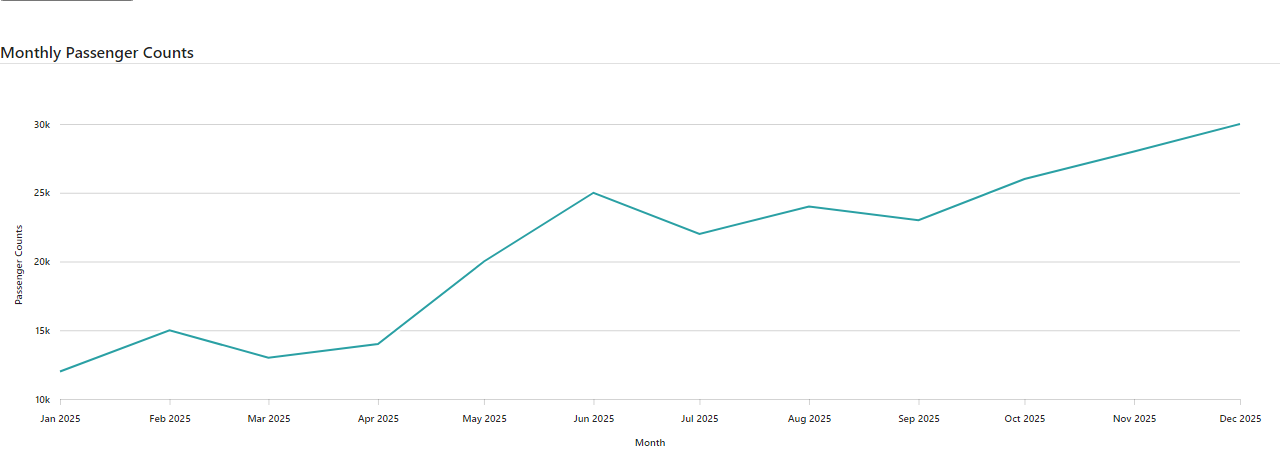 Monthly Passenger Counts
30k
25k
20k
15k
10k
Passenger Counts
Jan 2025 Feb 2025 Mar 2025 Apr 2025 May 2025 Jun 2025 Jul 2025 Aug 2025 Sep 2025 Oct 2025 Nov 2025 Dec 2025
Month